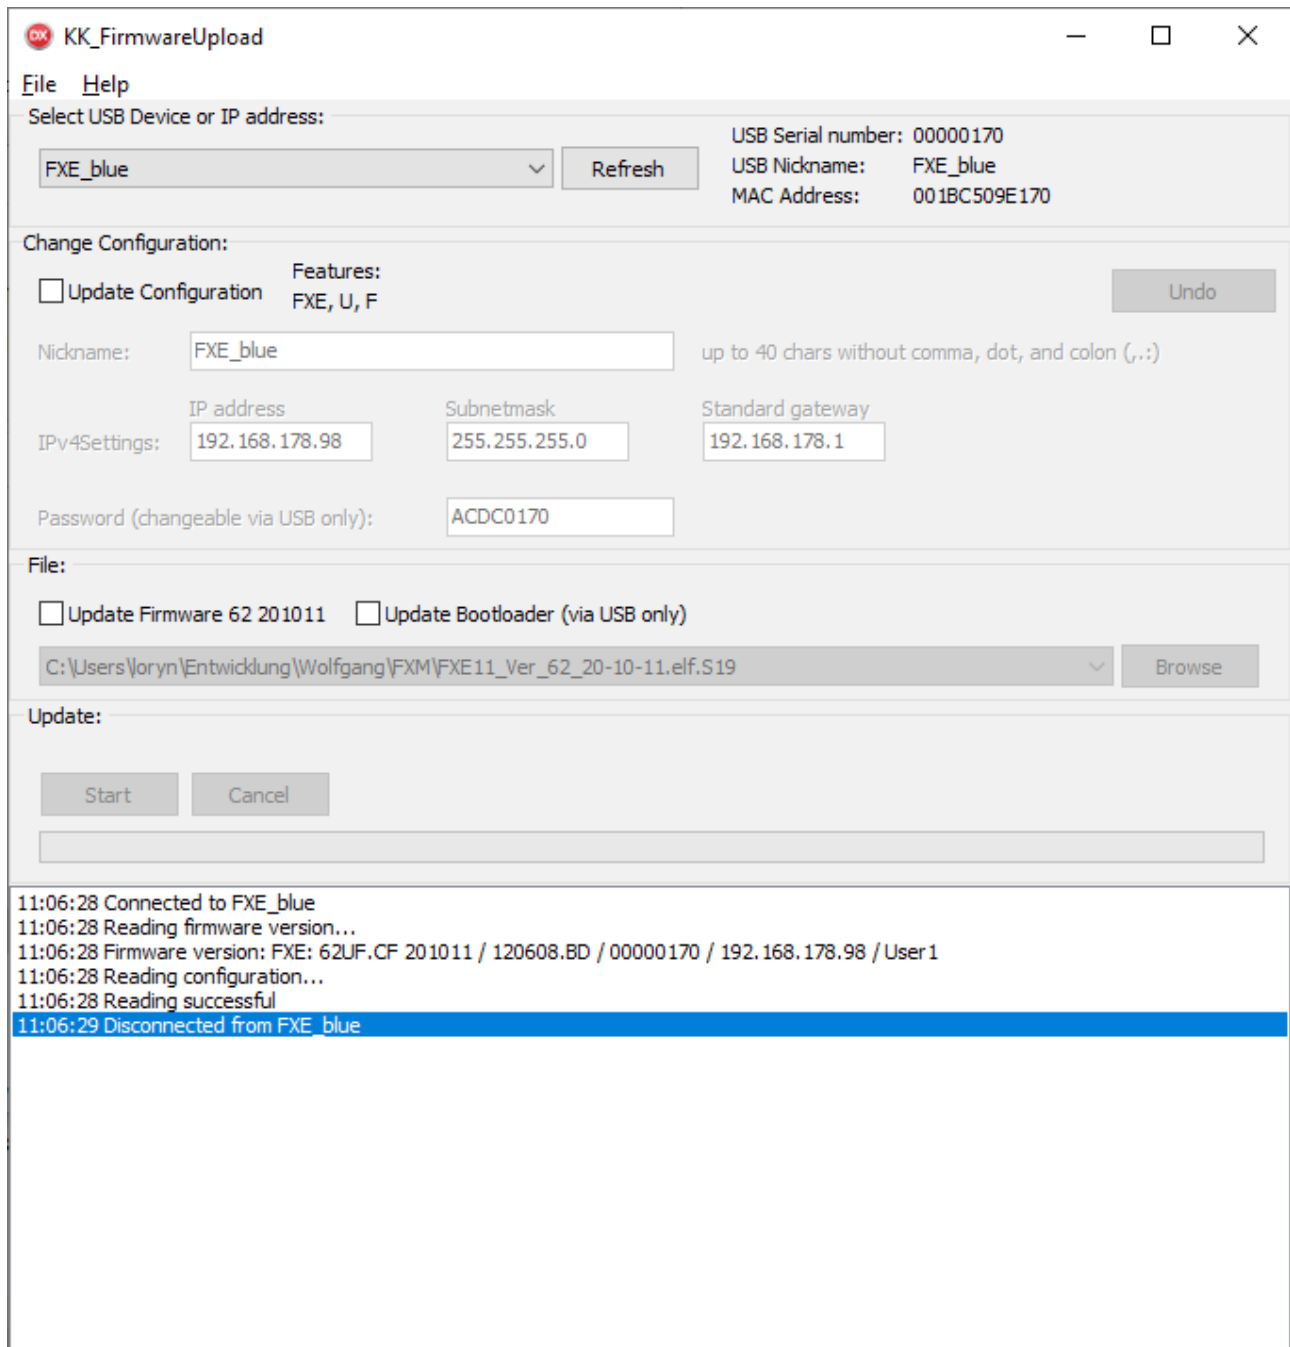 DX KK_FirmwareUpload
File Help
Select USB Device or IP address:
FXE_blue Refresh
USB Serial number: 00000170
USB Nickname: FXE_blue
MAC Address: 001BC509E170
Change Configuration:
Update Configuration
Features:
FXE, U, F
Undo
Nickname: FXE_blue up to 40 chars without comma, dot, and colon (,.:)
IP address Subnetmask Standard gateway
IPv4Settings: 192.168.178.98 255.255.255.0 192.168.178.1
Password (changeable via USB only): ACDC0170
File:
Update Firmware 62 201011 Update Bootloader (via USB only)
C:\Users\loryn\Entwicklung\Wolfgang\FXM\FXE11_Ver_62_20-10-11.elf.S19 Browse
Update:
Start Cancel
11:06:28 Connected to FXE_blue
11:06:28 Reading firmware version...
11:06:28 Firmware version: FXE: 62UF.CF 201011 / 120608.BD / 00000170 / 192.168.178.98 / User1
11:06:28 Reading configuration...
11:06:28 Reading successful
11:06:29 Disconnected from FXE_blue